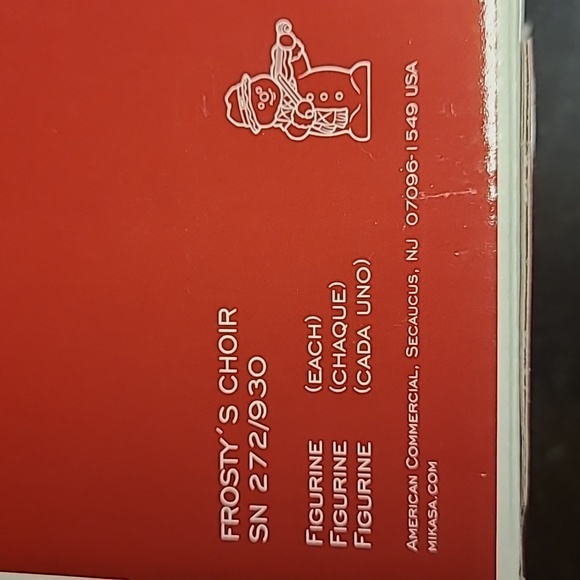 FROSTY'S CHOIR
SN 272/930
FIGURINE (EACH)
FIGURINE (CHAQUE)
FIGURINE (CADA UNO)
AMERICAN COMMERCIAL, SECAUCUS, NJ 07096-1549 USA
MIKASA.COM